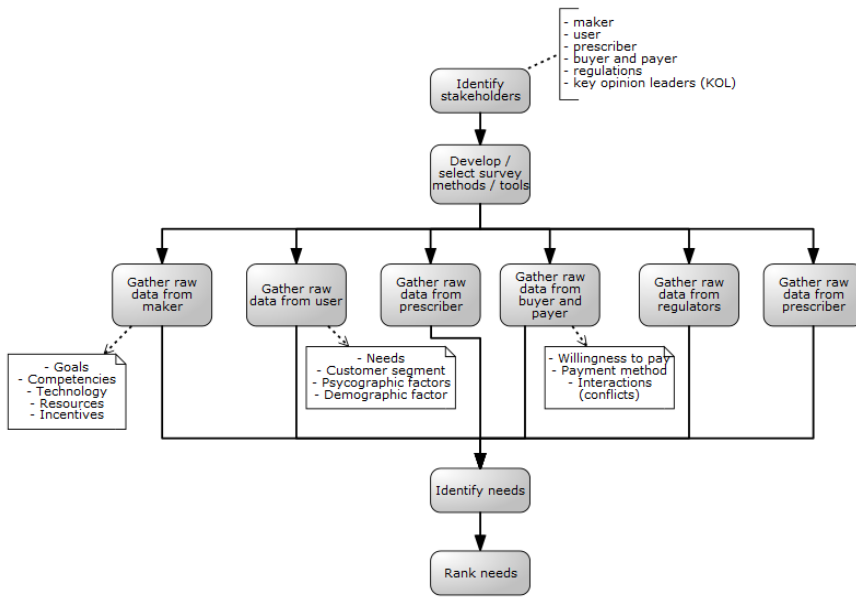 - maker
- user
- prescriber
- buyer and payer
- regulations
- key opinion leaders (KOL)
Identify
stakeholders
Develop /
select survey
methods / tools
Gather raw
data from
maker
Gather raw
data from user
Gather raw
data from
prescriber
Gather raw
data from
buyer and
payer
Gather raw
data from
regulators
Gather raw
data from
prescriber
- Goals
- Competencies
- Technology
- Resources
- Incentives
- Needs
- Customer segment
- Psycographic factors
- Demographic factor
- Willingness to pay
- Payment method
- Interactions
(conflicts)
Identify needs
Rank needs